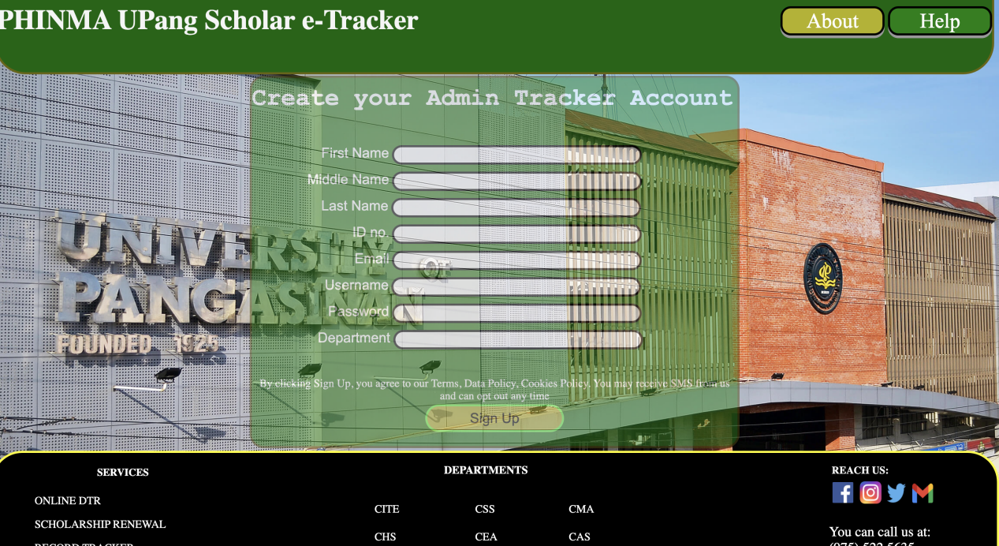 PHINMA UPang Scholar e-Tracker
About
Help
Create your Admin Tracker Account
First Name
Middle Name
Last Name
ID no.
Email
Username
Password
Department
UNIVERSITY OF
PANGASINAN
FOUNDED 1925
By clicking Sign Up, you agree to our Terms, Data Policy, Cookies Policy. You may receive SMS from us
and can opt out any time
Sign Up
SERVICES
DEPARTMENTS
REACH US:
ONLINE DTR
CITE CSS CMA
SCHOLARSHIP RENEWAL
CHS CEA CAS
You can call us at:
RECORD TRACKER
(075) 522 5635